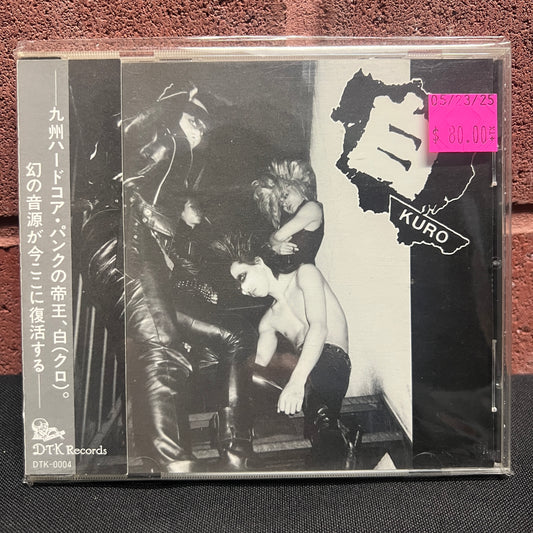 九州ハードコア・パンクの帝王、白(クロ)。
幻の音源が今ここに復活する
DTK Records
DTK-0004
05/23/25
$ 80.00
白
KURO